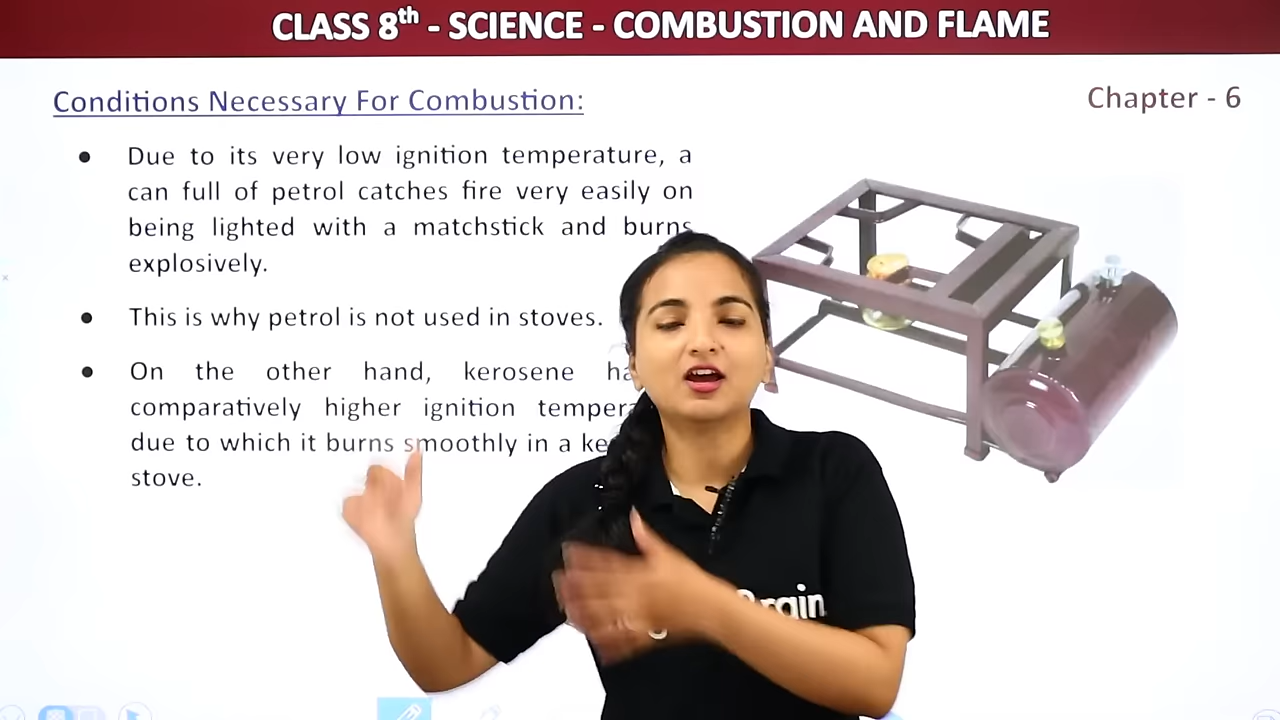 CLASS 8th - SCIENCE - COMBUSTION AND FLAME
Conditions Necessary For Combustion:
Chapter - 6
● Due to its very low ignition temperature, a
can full of petrol catches fire very easily on
being lighted with a matchstick and burns
explosively.
● This is why petrol is not used in stoves.
● On the other hand, kerosene
comparatively higher ignition
due to which it burns smoothly in a
stove.